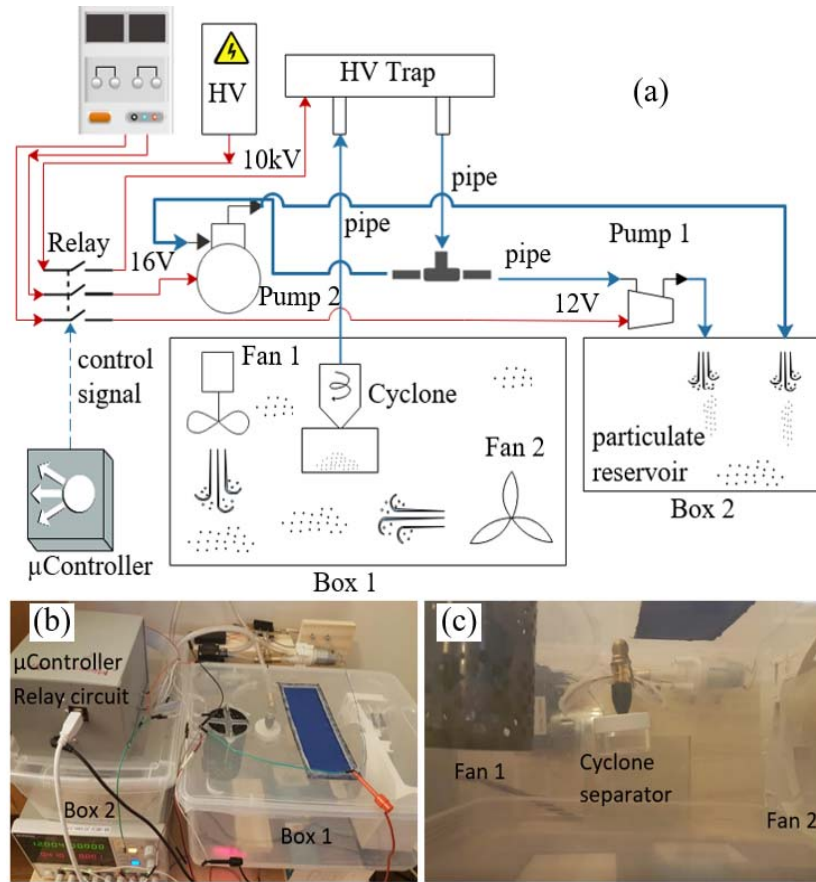 HV
HV Trap
(a)
10kV
pipe
pipe
Relay
16V
Pump 2
pipe
Pump 1
12V
control
signal
Fan 1
Cyclone
Fan 2
particulate
reservoir
Box 2
μController
Box 1
(b)
μController
Relay circuit
Box 2
Box 1
(c)
Fan 1
Cyclone
separator
Fan 2